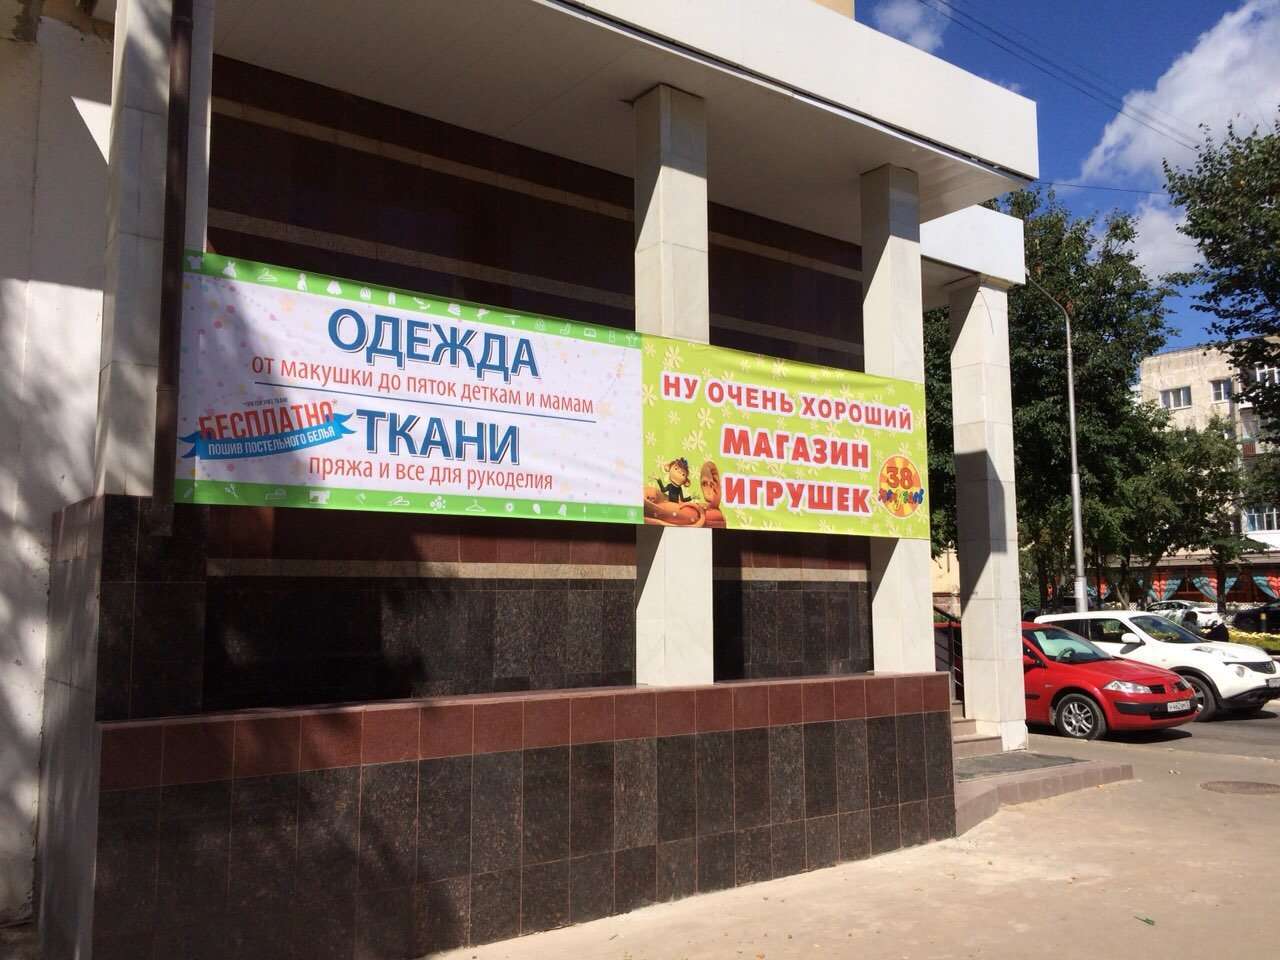 ОДЕЖДА
от макушки до пяток деткам и мамам
БЕСПЛАТНО*
ПОШИВ ПОСТЕЛЬНОГО БЕЛЬЯ
ТКАНИ
пряжа и все для рукоделия
НУ ОЧЕНЬ ХОРОШИЙ
МАГАЗИН
ИГРУШЕК
38